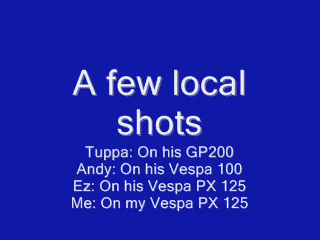 A few local
shots
Tuppa: On his GP200
Andy: On his Vespa 100
Ez: On his Vespa PX 125
Me: On my Vespa PX 125